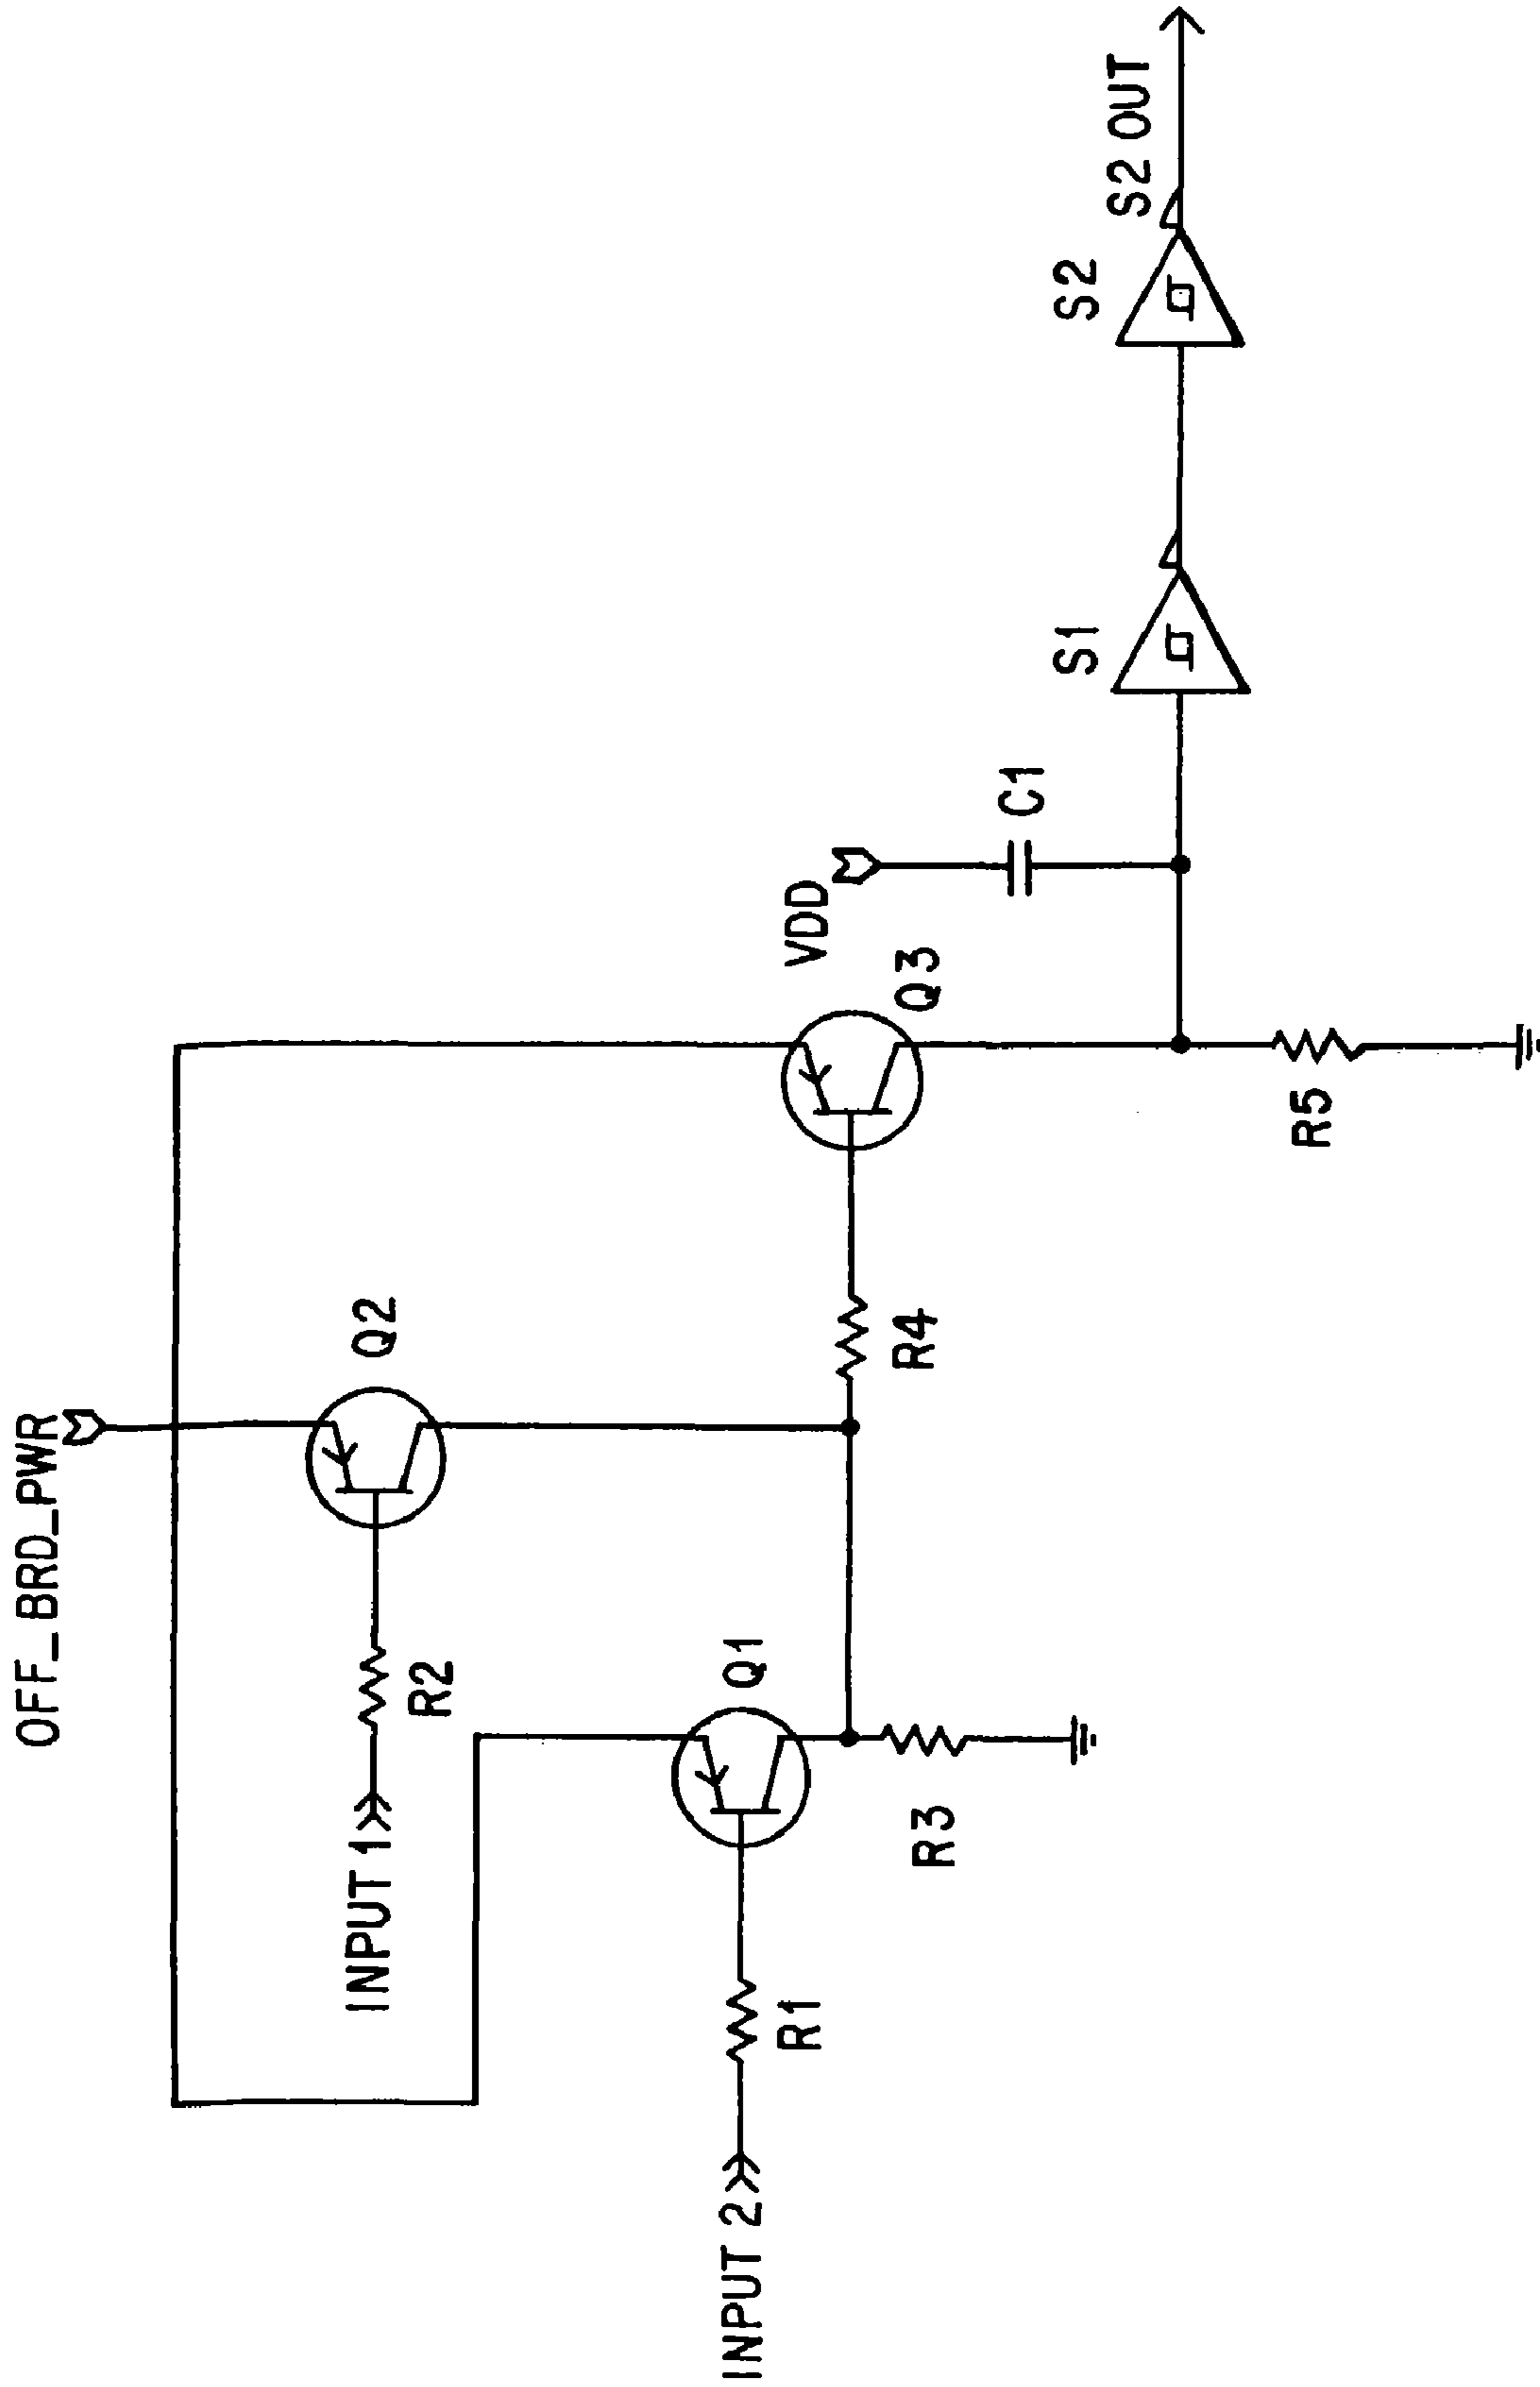 OFF_BRD_PWR
Q2
INPUT 1
R2
Q1
INPUT 2
R1
R3
R4
Q3
VDD
C1
R5
S1
S2
S2 OUT